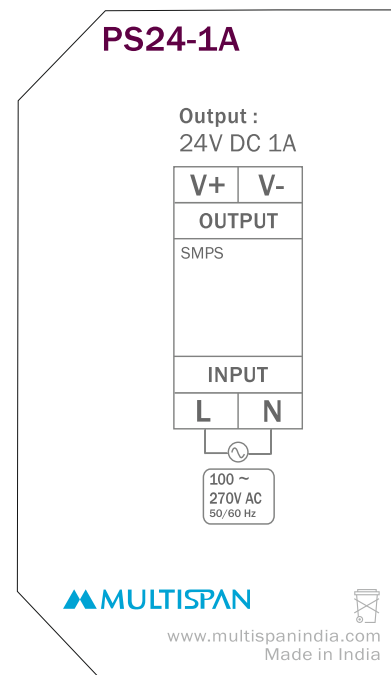 PS24-1A
Output :
24V DC 1A
V+ V-
OUTPUT
SMPS
INPUT
L N
100 ~
270V AC
50/60 Hz
MULTISPAN
www.multispanindia.com
Made in India